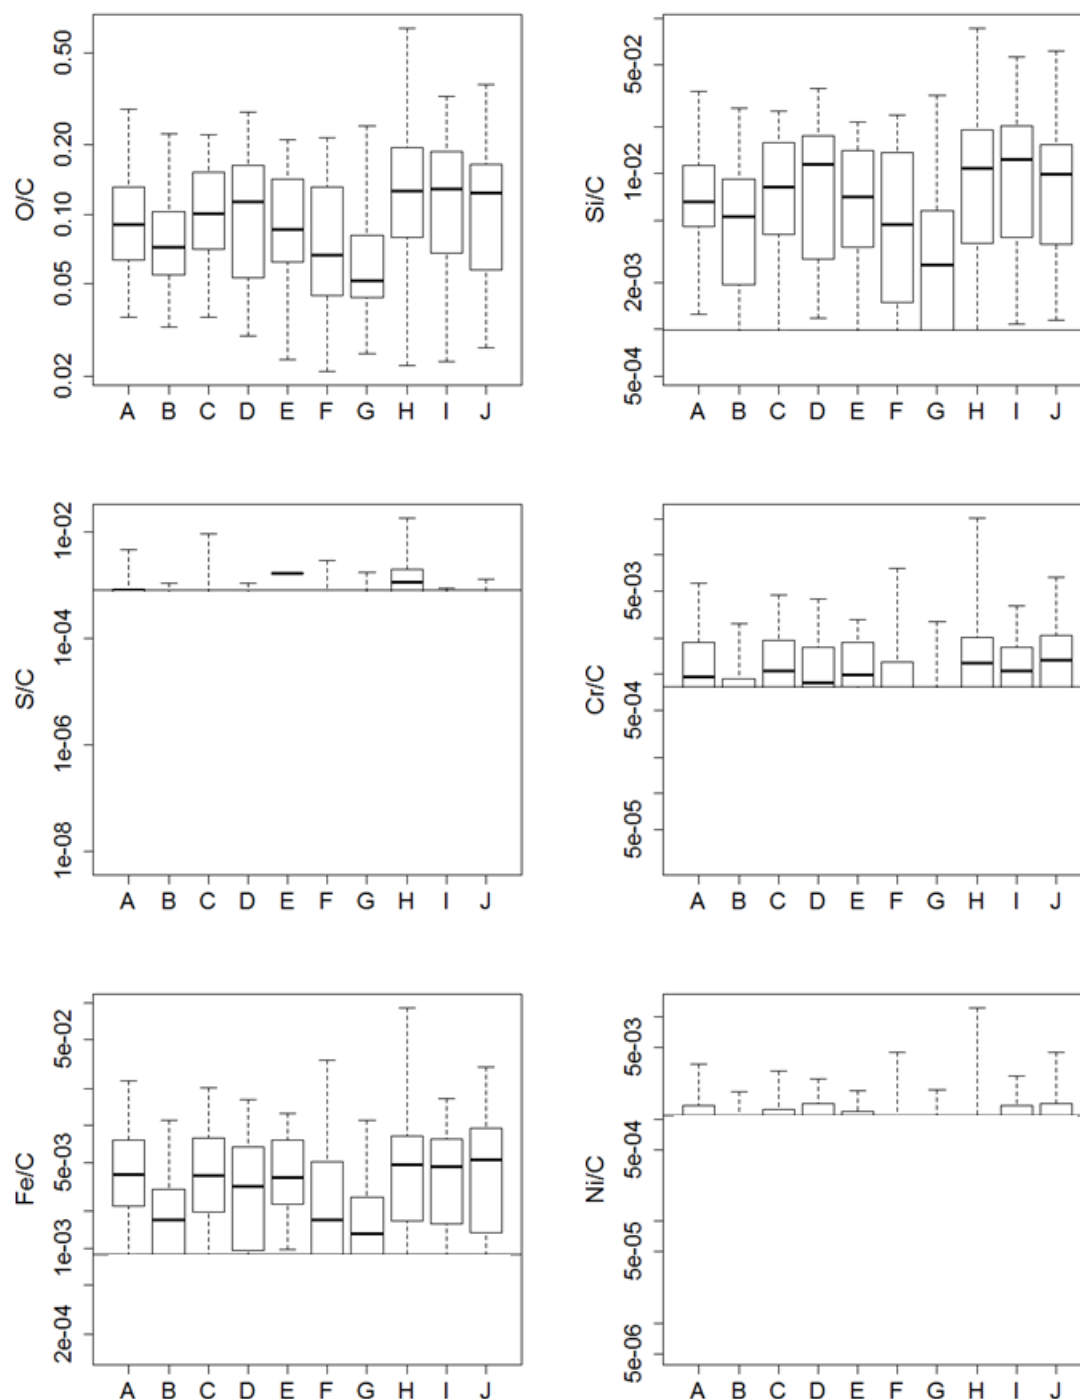 O/C
0.50
0.20
0.10
0.05
0.02
A B C D E F G H I J
Si/C
5e-02
1e-02
2e-03
5e-04
A B C D E F G H I J
S/C
1e-02
1e-04
1e-06
1e-08
A B C D E F G H I J
Cr/C
5e-03
5e-04
5e-05
A B C D E F G H I J
Fe/C
5e-02
5e-03
1e-03
2e-04
A B C D E F G H I J
Ni/C
5e-03
5e-04
5e-05
5e-06
A B C D E F G H I J